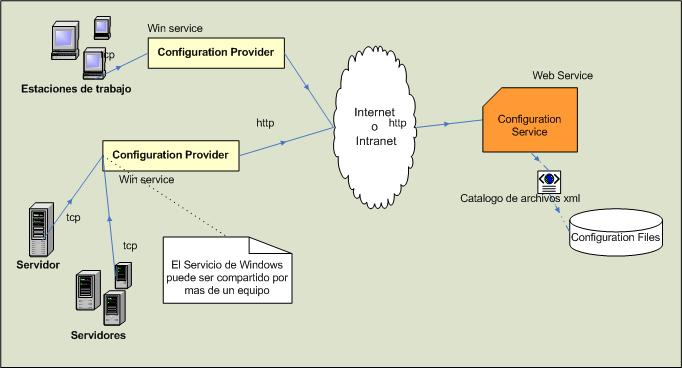 Win service
Configuration Provider
tcp
Estaciones de trabajo
Web Service
Internet
o
Intranet
http
http
Configuration
Service
Configuration Provider
Win service
Catalogo de archivos xml
tcp
Configuration Files
tcp
Servidor
El Servicio de Windows
puede ser compartido por
mas de un equipo
Servidores